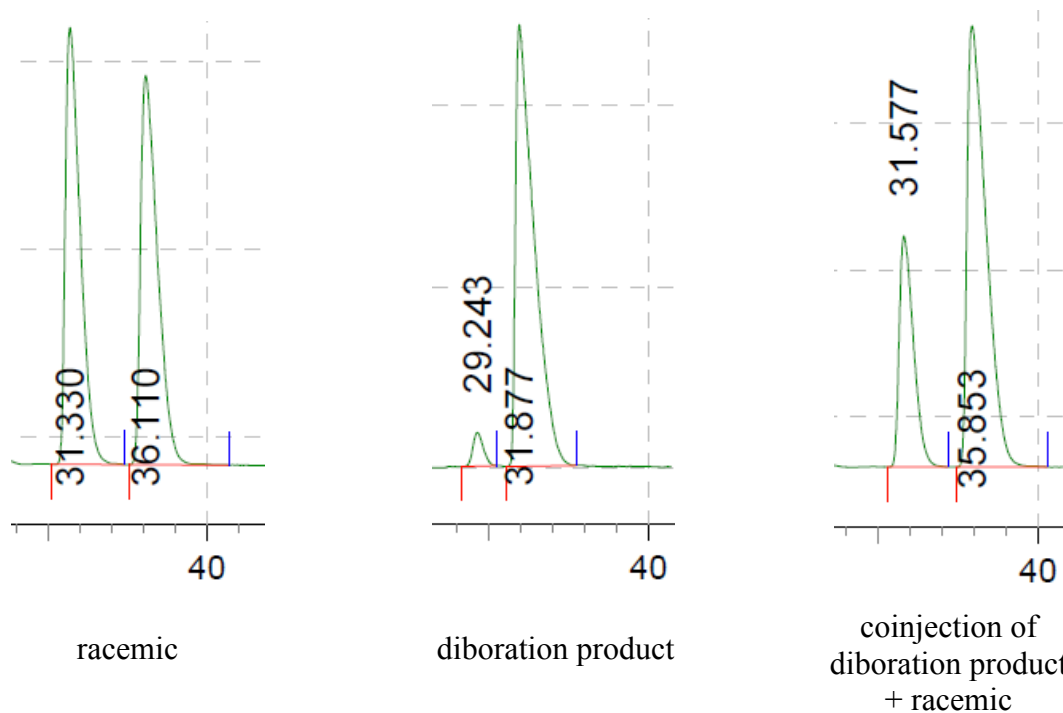 31.330
36.110
40
racemic
29.243
31.877
40
diboration product
31.577
35.853
40
coinjection of
diboration product
+ racemic